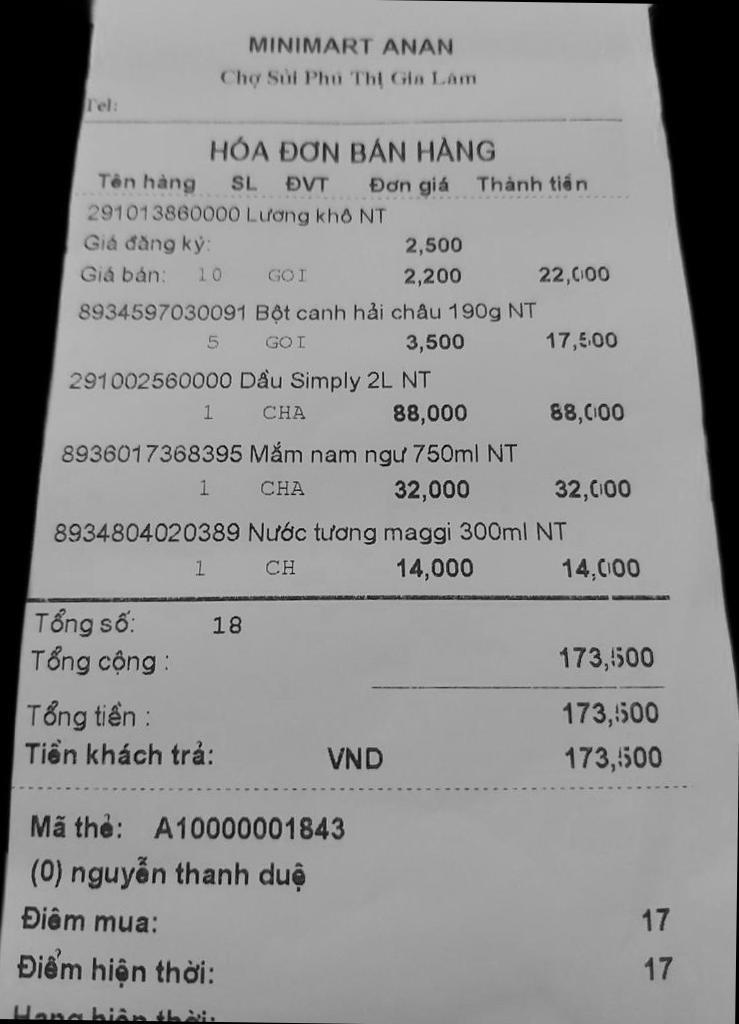 MINIMART ANAN
Chợ Sủi Phú Thị Gia Lâm
Tel:
HÓA ĐƠN BÁN HÀNG
Tên hàng SL ĐVT Đơn giá Thành tiền
291013860000 Lương khô NT
Giá đăng ký: 2,500
Giá bán: 10 GOI 2,200 22,000
8934597030091 Bột canh hải châu 190g NT
5 GOI 3,500 17,500
291002560000 Dầu Simply 2L NT
1 CHA 88,000 88,000
8936017368395 Mắm nam ngư 750ml NT
1 CHA 32,000 32,000
8934804020389 Nước tương maggi 300ml NT
1 CH 14,000 14,000
Tổng số: 18
Tổng cộng : 173,500
Tổng tiền : 173,500
Tiền khách trả: VND 173,500
Mã thẻ: A10000001843
(0) nguyễn thanh duệ
Điêm mua: 17
Điểm hiện thời: 17
Hạng hiện thời: